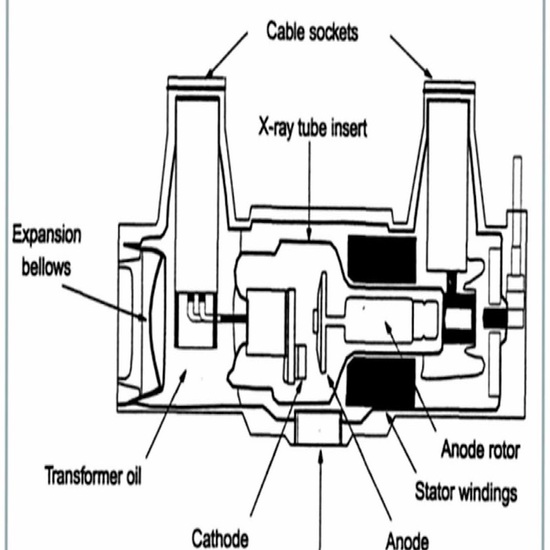 Cable sockets
X-ray tube insert
Expansion
bellows
Anode rotor
Transformer oil
Stator windings
Cathode
Anode